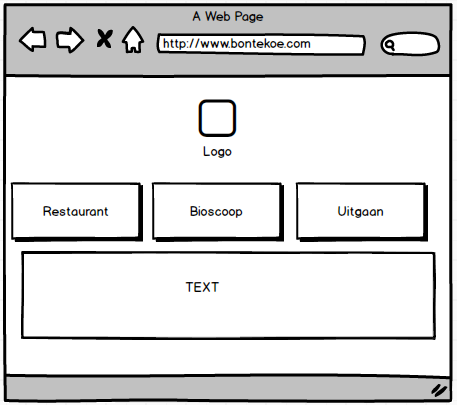 A Web Page
http://www.bontekoe.com
Logo
Restaurant
Bioscoop
Uitgaan
TEXT